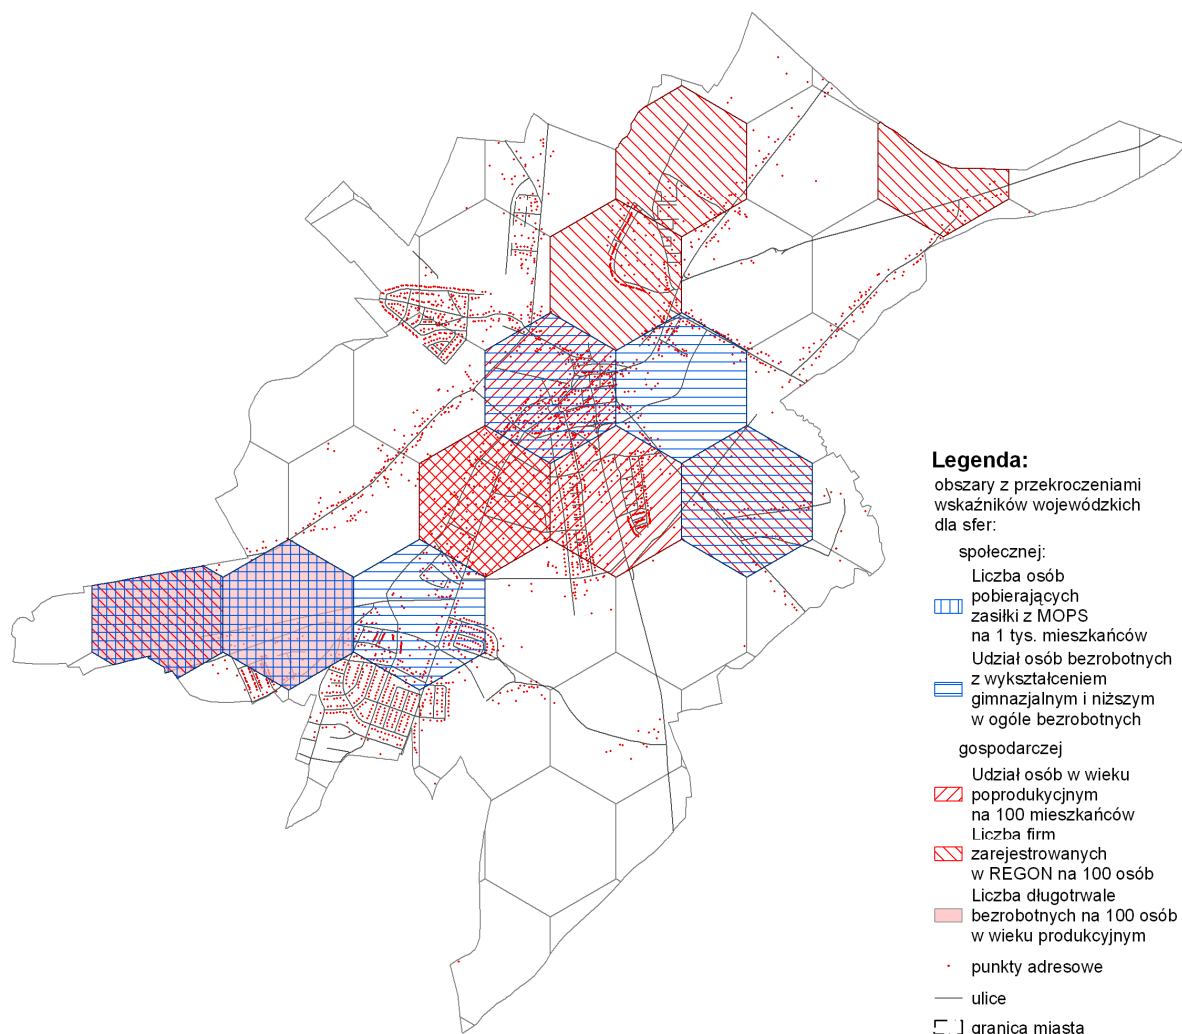 Legenda:
obszary z przekroczeniami
wskaźników wojewódzkich
dla sfer:
społecznej:
Liczba osób
pobierających
zasiłki z MOPS
na 1 tys. mieszkańców
Udział osób bezrobotnych
z wykształceniem
gimnazjalnym i niższym
w ogóle bezrobotnych
gospodarczej
Udział osób w wieku
poprodukcyjnym
na 100 mieszkańców
Liczba firm
zarejestrowanych
w REGON na 100 osób
Liczba długotrwale
bezrobotnych na 100 osób
w wieku produkcyjnym
punkty adresowe
ulice
granica miasta